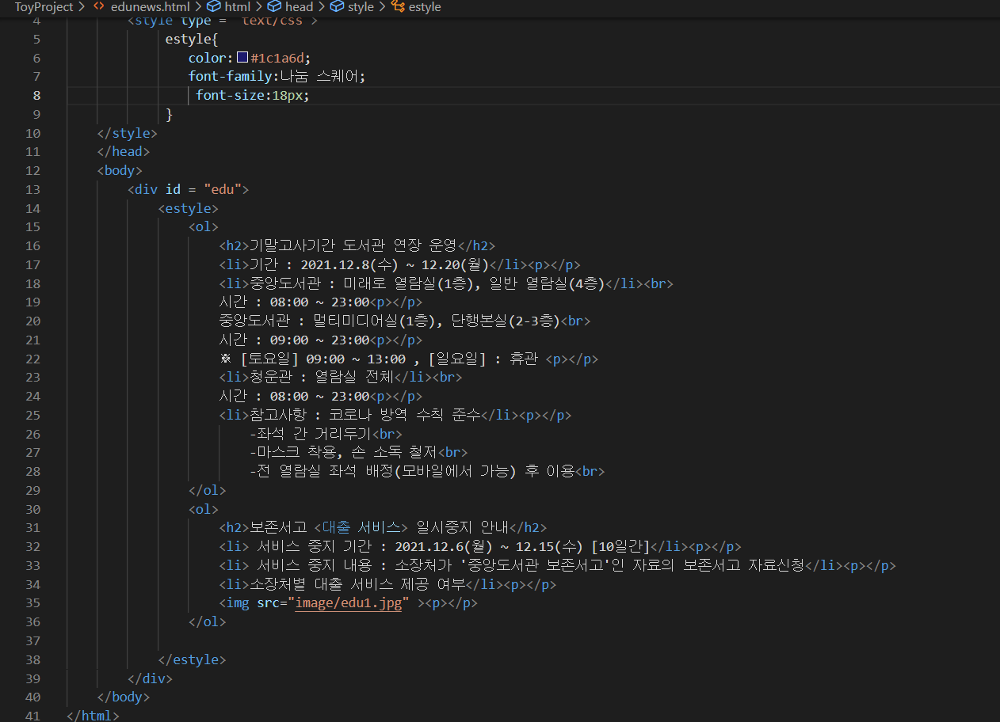 ToyProject > <> edunews.html > html > head > style > estyle
4 <style type = "text/css">
5 estyle{
6 color:#1c1a6d;
7 font-family:나눔 스퀘어;
8 font-size:18px;
9 }
10 </style>
11 </head>
12 <body>
13 <div id = "edu">
14 <estyle>
15 <ol>
16 <h2>기말고사기간 도서관 연장 운영</h2>
17 <li>기간 : 2021.12.8(수) ~ 12.20(월)</li><p></p>
18 <li>중앙도서관 : 미래로 열람실(1층), 일반 열람실(4층)</li><br>
19 시간 : 08:00 ~ 23:00<p></p>
20 중앙도서관 : 멀티미디어실(1층), 단행본실(2-3층)<br>
21 시간 : 09:00 ~ 23:00<p></p>
22 ※ [토요일] 09:00 ~ 13:00 , [일요일] : 휴관 <p></p>
23 <li>청운관 : 열람실 전체</li><br>
24 시간 : 08:00 ~ 23:00<p></p>
25 <li>참고사항 : 코로나 방역 수칙 준수</li><p></p>
26 -좌석 간 거리두기<br>
27 -마스크 착용, 손 소독 철저<br>
28 -전 열람실 좌석 배정(모바일에서 가능) 후 이용<br>
29 </ol>
30 <ol>
31 <h2>보존서고 <대출 서비스> 일시중지 안내</h2>
32 <li> 서비스 중지 기간 : 2021.12.6(월) ~ 12.15(수) [10일간]</li><p></p>
33 <li> 서비스 중지 내용 : 소장처가 '중앙도서관 보존서고'인 자료의 보존서고 자료신청</li><p></p>
34 <li>소장처별 대출 서비스 제공 여부</li><p></p>
35 <img src="image/edu1.jpg" ><p></p>
36 </ol>
37
38 </estyle>
39 </div>
40 </body>
41 </html>